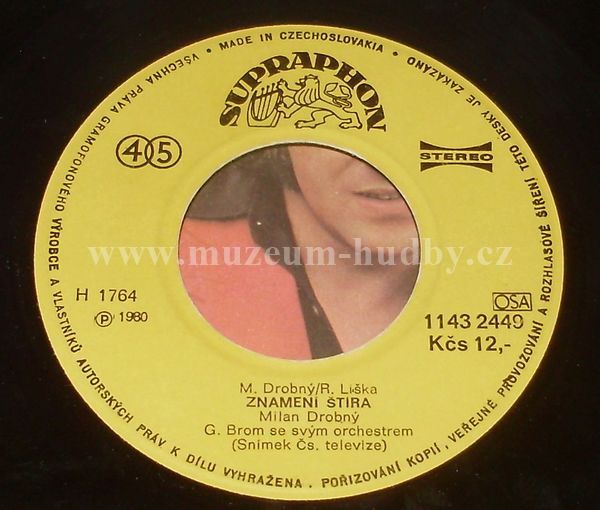 VŠECHNA PRÁVA GRAMOFONOVÉHO VÝROBCE A VLASTNÍKŮ AUTORSKÝCH PRÁV K DÍLU VYHRAŽENA. POŘIZOVÁNÍ KOPIÍ, VEŘEJNÉ PROVOZOVÁNÍ A ROZHLASOVÉ ŠÍŘENÍ TÉTO DESKY JE ZAKÁZÁNO • MADE IN CZECHOSLOVAKIA •
SUPRAPHON
45
STEREO
www.muzeum-hudby.cz
H 1764
Ⓟ 1980
OSA
1143 2449
Kčs 12,-
M. Drobný/R. Liška
ZNAMENÍ ŠTÍRA
Milan Drobný
G. Brom se svým orchestrem
(Snímek Čs. televize)